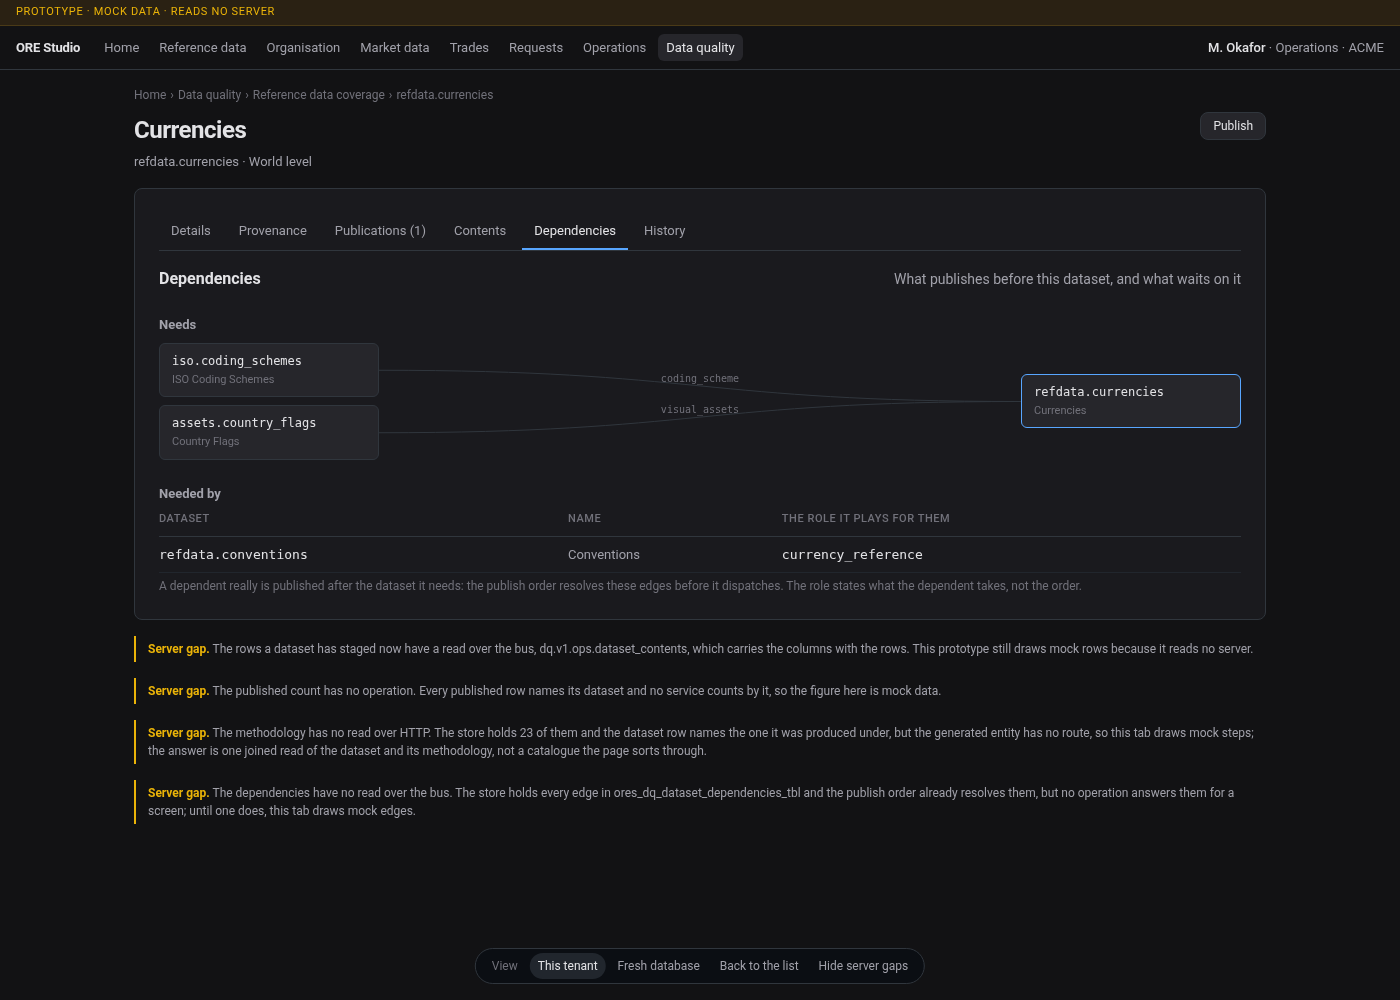 PROTOTYPE · MOCK DATA · READS NO SERVER
ORE Studio Home Reference data Organisation Market data Trades Requests Operations Data quality M. Okafor · Operations · ACME
Home › Data quality › Reference data coverage › refdata.currencies
Currencies
Publish
refdata.currencies · World level
Details Provenance Publications (1) Contents Dependencies History
Dependencies What publishes before this dataset, and what waits on it
Needs
iso.coding_schemes
ISO Coding Schemes
assets.country_flags
Country Flags
coding_scheme
visual_assets
refdata.currencies
Currencies
Needed by
DATASET NAME THE ROLE IT PLAYS FOR THEM
refdata.conventions Conventions currency_reference
A dependent really is published after the dataset it needs: the publish order resolves these edges before it dispatches. The role states what the dependent takes, not the order.
Server gap. The rows a dataset has staged now have a read over the bus, dq.v1.ops.dataset_contents, which carries the columns with the rows. This prototype still draws mock rows because it reads no server.
Server gap. The published count has no operation. Every published row names its dataset and no service counts by it, so the figure here is mock data.
Server gap. The methodology has no read over HTTP. The store holds 23 of them and the dataset row names the one it was produced under, but the generated entity has no route, so this tab draws mock steps;
the answer is one joined read of the dataset and its methodology, not a catalogue the page sorts through.
Server gap. The dependencies have no read over the bus. The store holds every edge in ores_dq_dataset_dependencies_tbl and the publish order already resolves them, but no operation answers them for a
screen; until one does, this tab draws mock edges.
View This tenant Fresh database Back to the list Hide server gaps